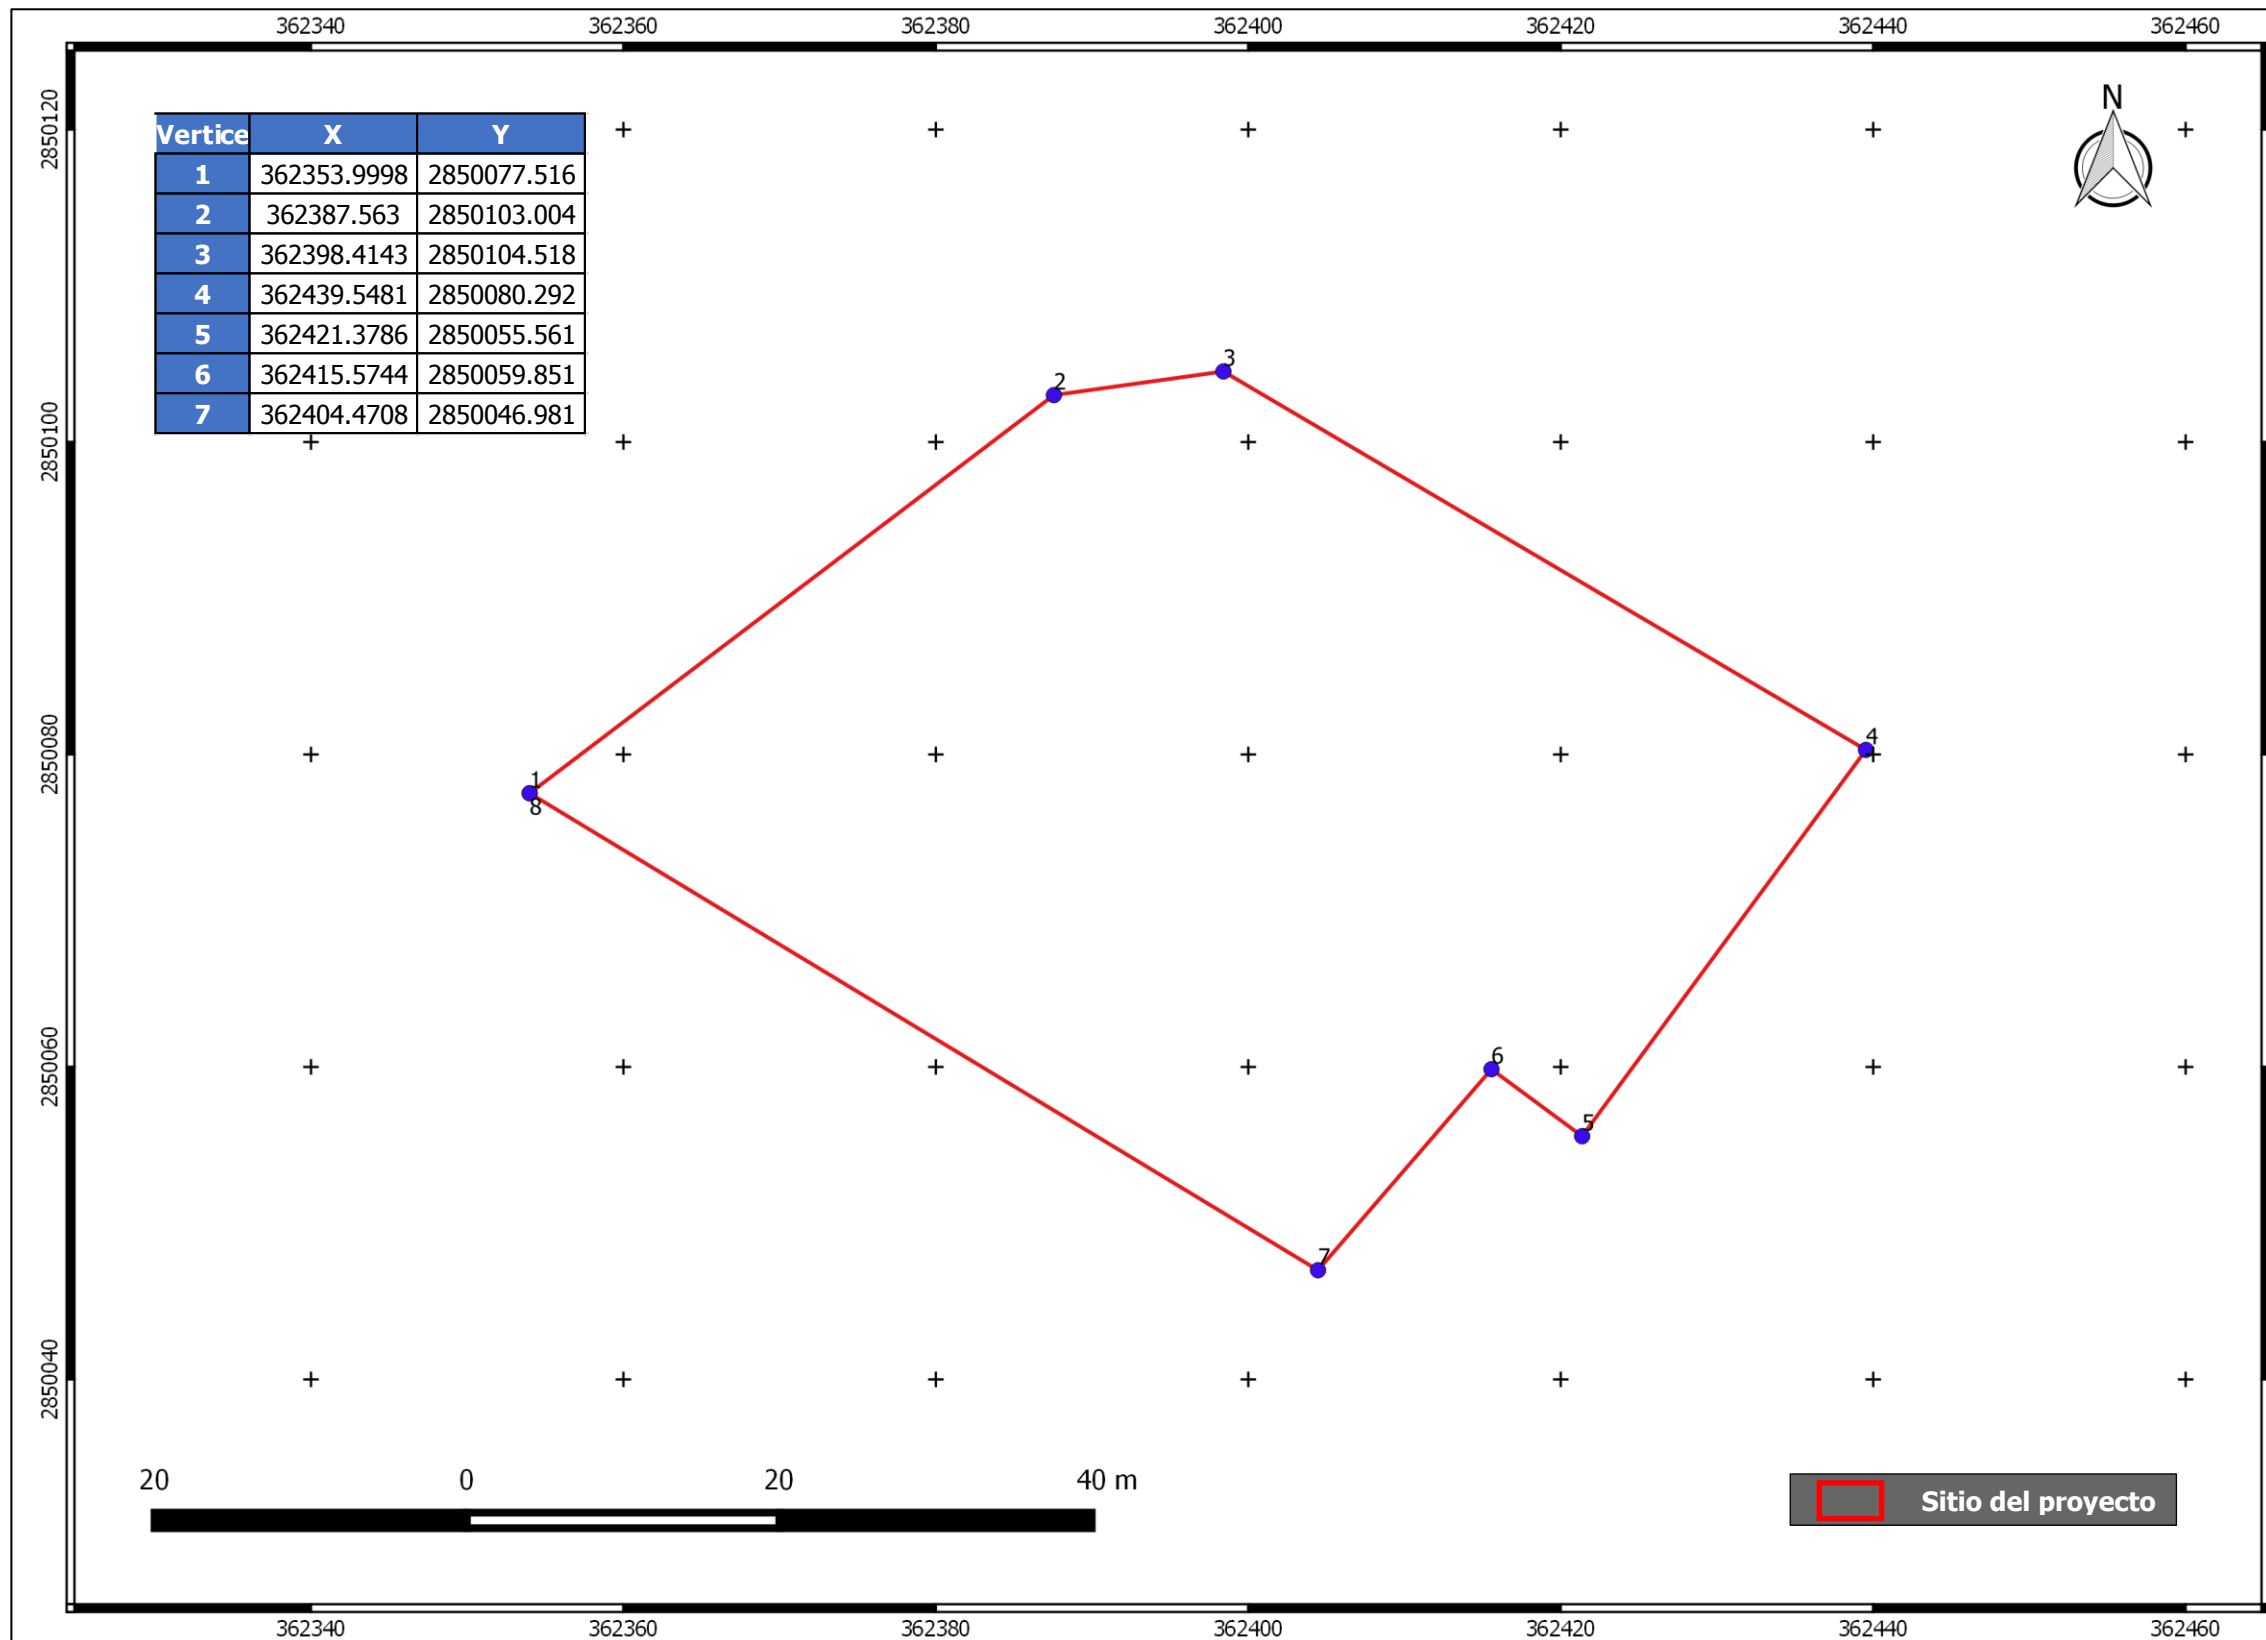 362340 362360 362380 362400 362420 362440 362460
2850120
2850100
2850080
2850060
2850040
N
Vertice X Y
1 362353.9998 2850077.516
2 362387.563 2850103.004
3 362398.4143 2850104.518
4 362439.5481 2850080.292
5 362421.3786 2850055.561
6 362415.5744 2850059.851
7 362404.4708 2850046.981
3
2
4
1
8
6
5
7
20 0 20 40 m
Sitio del proyecto
362340 362360 362380 362400 362420 362440 362460